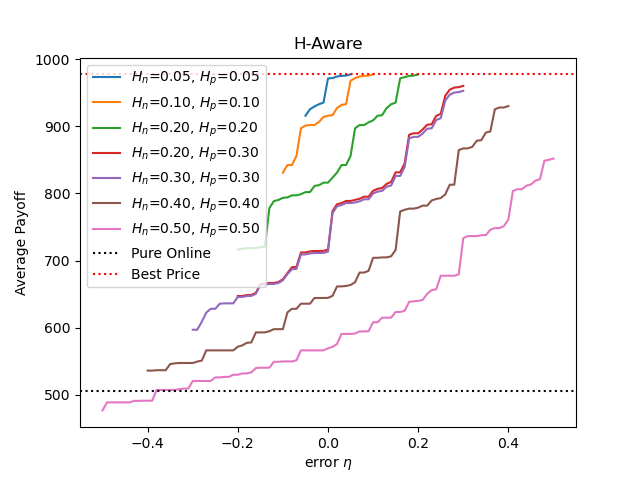 H-Aware
1000
900
800
700
600
500
Average Payoff
H_n=0.05, H_p=0.05
H_n=0.10, H_p=0.10
H_n=0.20, H_p=0.20
H_n=0.20, H_p=0.30
H_n=0.30, H_p=0.30
H_n=0.40, H_p=0.40
H_n=0.50, H_p=0.50
Pure Online
Best Price
−0.4 −0.2 0.0 0.2 0.4
error η